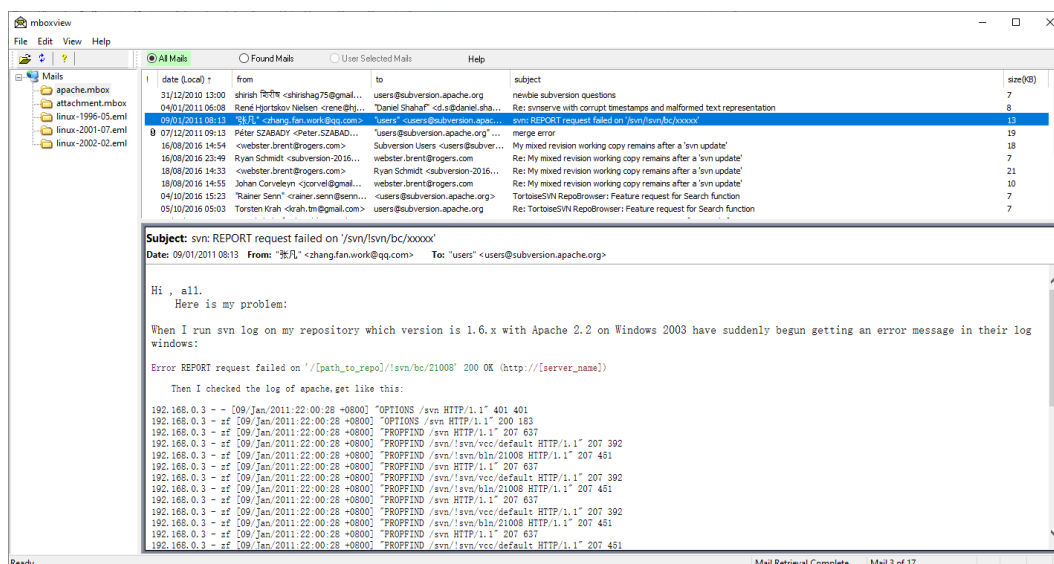 mboxview
File Edit View Help
All Mails Found Mails User Selected Mails Help
Mails
apache.mbox
attachment.mbox
linux-1996-05.eml
linux-2001-07.eml
linux-2002-02.eml
! date (Local) from to subject size(KB)
31/12/2010 13:00 shirish शिरीष <shirishag75@gmail... users@subversion.apache.org newbie subversion questions 7
04/01/2011 06:08 René Hjortskov Nielsen <rene@hj... "Daniel Shahaf" <d.s@daniel.sha... Re: svnserve with corrupt timestamps and malformed text representation 8
09/01/2011 08:13 "张凡" <zhang.fan.work@qq.com> "users" <users@subversion.apac... svn: REPORT request failed on '/svn/!svn/bc/xxxxx' 13
07/12/2011 09:13 Péter SZABADY <Peter.SZABAD... "users@subversion.apache.org" ... merge error 19
16/08/2016 14:54 <webster.brent@rogers.com> Subversion Users <users@subver... My mixed revision working copy remains after a 'svn update' 18
16/08/2016 23:49 Ryan Schmidt <subversion-2016... webster.brent@rogers.com Re: My mixed revision working copy remains after a 'svn update' 7
18/08/2016 14:33 <webster.brent@rogers.com> Ryan Schmidt <subversion-2016... Re: My mixed revision working copy remains after a 'svn update' 21
18/08/2016 14:55 Johan Corveleyn <jcorvel@gmail... webster.brent@rogers.com Re: My mixed revision working copy remains after a 'svn update' 10
04/10/2016 15:23 "Rainer Senn" <rainer.senn@senn... <users@subversion.apache.org> TortoiseSVN RepoBrowser: Feature request for Search function 7
05/10/2016 05:03 Torsten Krah <krah.tm@gmail.com> users@subversion.apache.org Re: TortoiseSVN RepoBrowser: Feature request for Search function 7
Subject: svn: REPORT request failed on '/svn/!svn/bc/xxxxx'
Date: 09/01/2011 08:13 From: "张凡" <zhang.fan.work@qq.com> To: "users" <users@subversion.apache.org>
Hi , all.
Here is my problem:
When I run svn log on my repository which version is 1.6.x with Apache 2.2 on Windows 2003 have suddenly begun getting an error message in their log
windows:
Error REPORT request failed on '/[path_to_repo]/!svn/bc/21008' 200 OK (http://[server_name])
Then I checked the log of apache,get like this:
192.168.0.3 - - [09/Jan/2011:22:00:28 +0800] "OPTIONS /svn HTTP/1.1" 401 401
192.168.0.3 - zf [09/Jan/2011:22:00:28 +0800] "OPTIONS /svn HTTP/1.1" 200 183
192.168.0.3 - zf [09/Jan/2011:22:00:28 +0800] "PROPFIND /svn HTTP/1.1" 207 637
192.168.0.3 - zf [09/Jan/2011:22:00:28 +0800] "PROPFIND /svn/!svn/vcc/default HTTP/1.1" 207 392
192.168.0.3 - zf [09/Jan/2011:22:00:28 +0800] "PROPFIND /svn/!svn/bln/21008 HTTP/1.1" 207 451
192.168.0.3 - zf [09/Jan/2011:22:00:28 +0800] "PROPFIND /svn HTTP/1.1" 207 637
192.168.0.3 - zf [09/Jan/2011:22:00:28 +0800] "PROPFIND /svn/!svn/vcc/default HTTP/1.1" 207 392
192.168.0.3 - zf [09/Jan/2011:22:00:28 +0800] "PROPFIND /svn/!svn/bln/21008 HTTP/1.1" 207 451
192.168.0.3 - zf [09/Jan/2011:22:00:28 +0800] "PROPFIND /svn HTTP/1.1" 207 637
192.168.0.3 - zf [09/Jan/2011:22:00:28 +0800] "PROPFIND /svn/!svn/vcc/default HTTP/1.1" 207 392
192.168.0.3 - zf [09/Jan/2011:22:00:28 +0800] "PROPFIND /svn/!svn/bln/21008 HTTP/1.1" 207 451
192.168.0.3 - zf [09/Jan/2011:22:00:28 +0800] "PROPFIND /svn HTTP/1.1" 207 637
192.168.0.3 - zf [09/Jan/2011:22:00:28 +0800] "PROPFIND /svn/!svn/vcc/default HTTP/1.1" 207 451
Ready Mail Retrieval Complete Mail 3 of 17